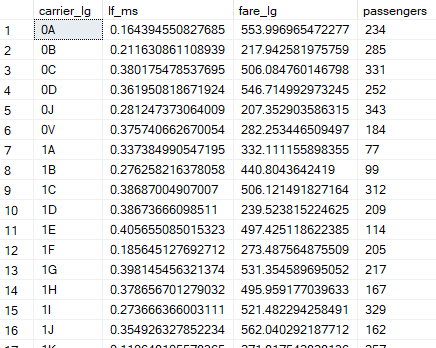 carrier_lg lf_ms fare_lg passengers
1 0A 0.164394550827685 553.996965472277 234
2 0B 0.211630861108939 217.942581975759 285
3 0C 0.380175478537695 506.084760146798 331
4 0D 0.361950818671924 546.714992973245 252
5 0J 0.281247373064009 207.352903586315 343
6 0V 0.375740662670054 282.253446509497 184
7 1A 0.337384990547195 332.111155898355 77
8 1B 0.276258216378058 440.8043642419 99
9 1C 0.38687004907007 506.121491827164 312
10 1D 0.38673666098511 239.523815224625 209
11 1E 0.405655085015323 497.425118622385 114
12 1F 0.185645127692712 273.487564875509 205
13 1G 0.398145456321374 531.354589695052 217
14 1H 0.378656701279032 495.959177039633 167
15 1I 0.273666366003111 521.482294258491 329
16 1J 0.354926327852234 562.040292187712 162